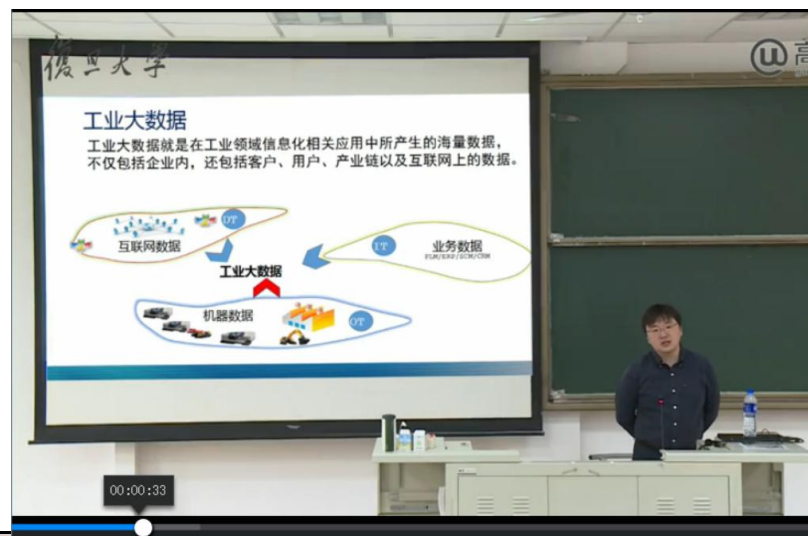 復旦大学
高
工业大数据
工业大数据就是在工业领域信息化相关应用中所产生的海量数据，
不仅包括企业内，还包括客户、用户、产业链以及互联网上的数据。
DT
互联网数据
IT
业务数据
PLM/ERP/SCM/CRM
工业大数据
机器数据
OT
00:00:33